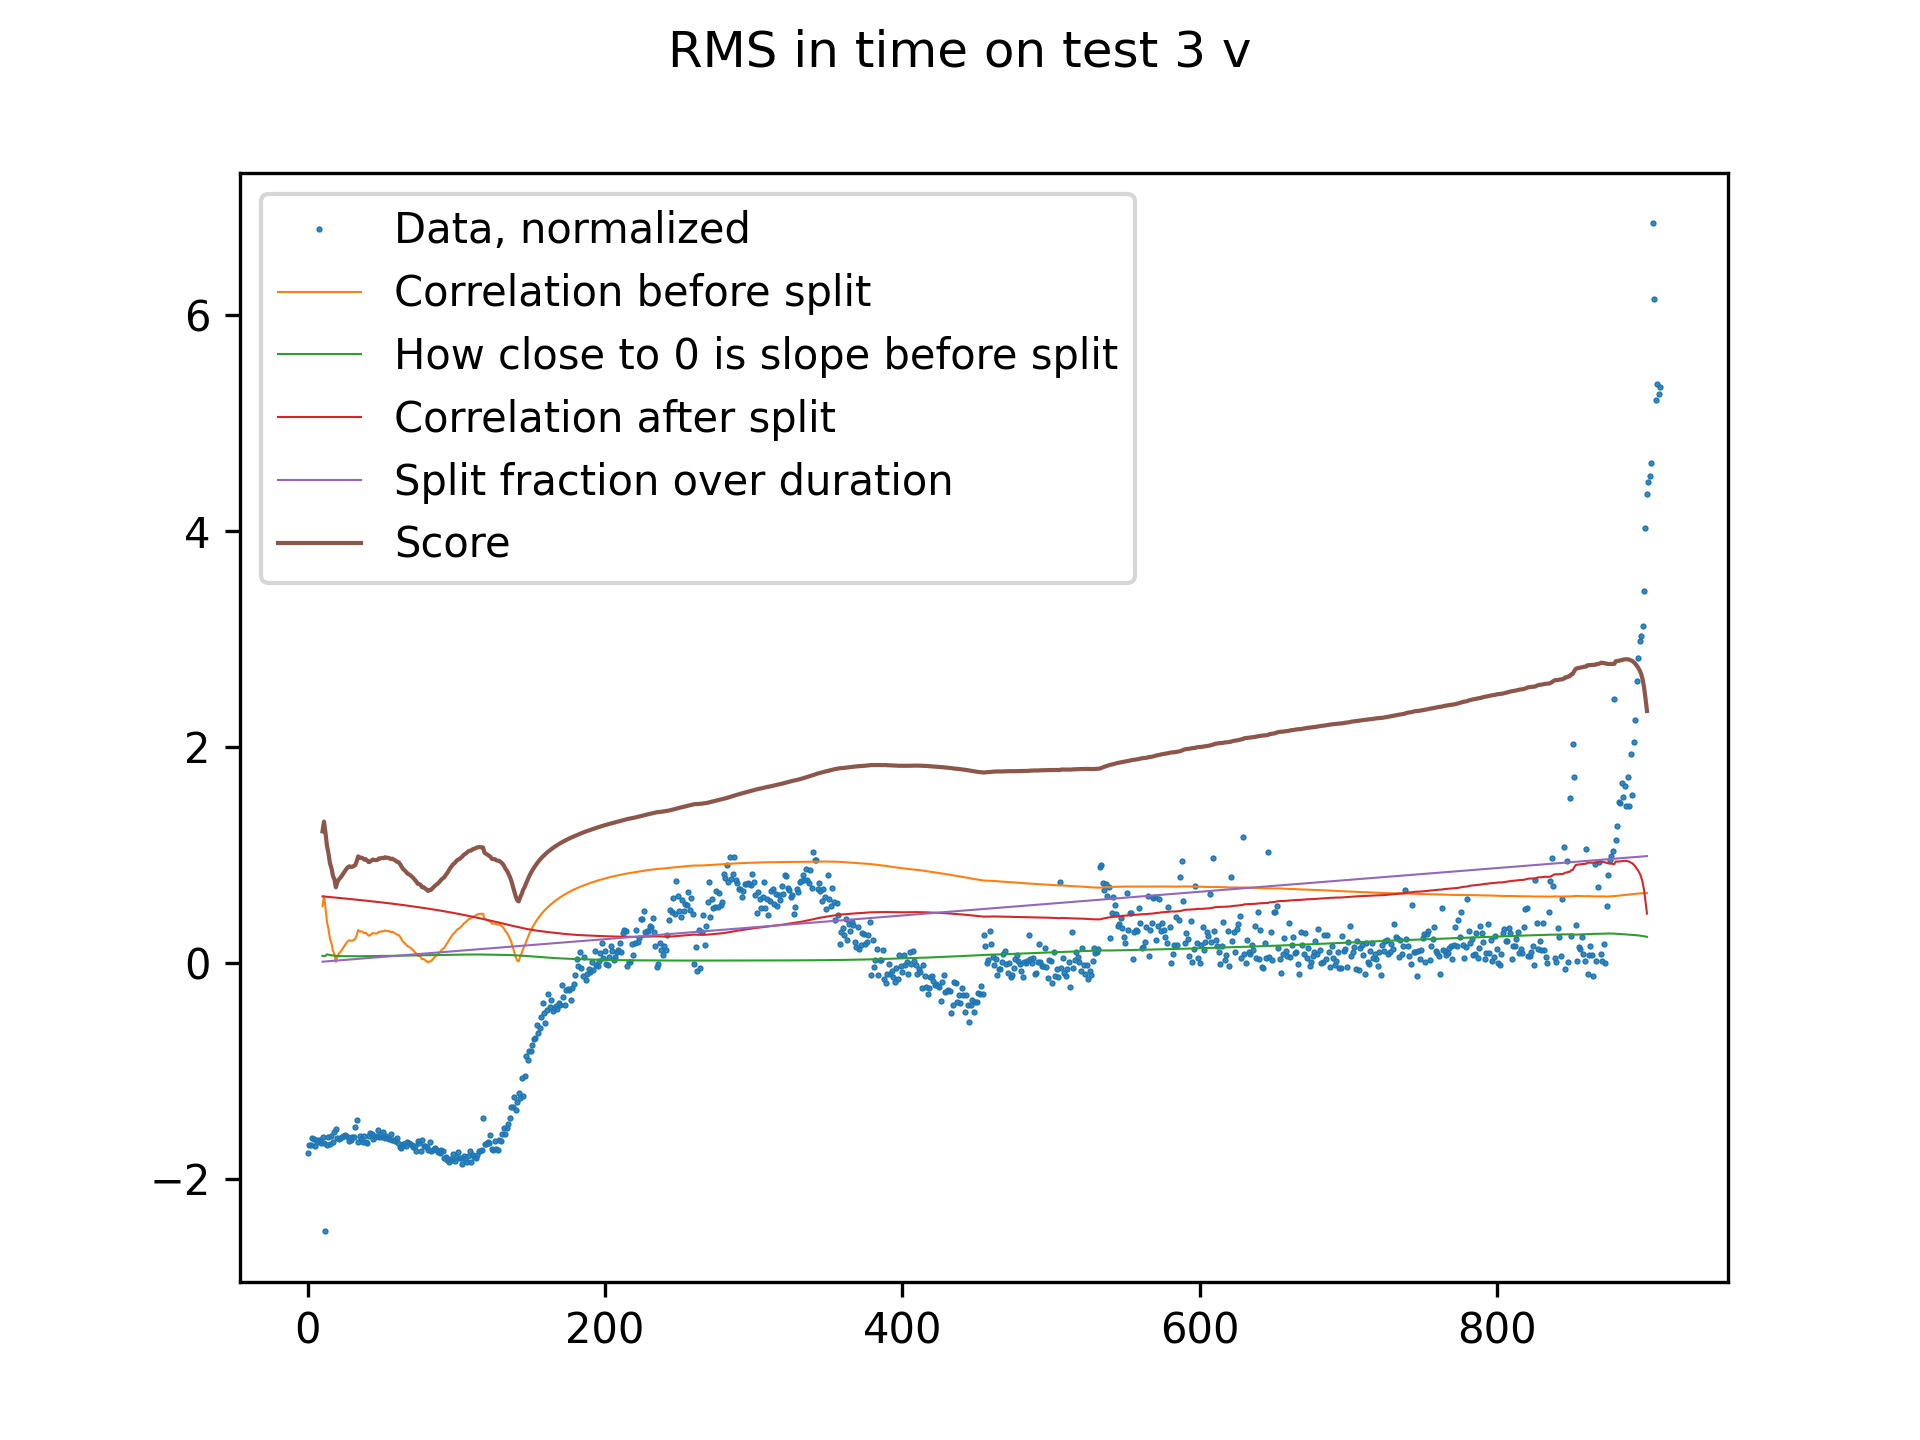 RMS in time on test 3 v
Data, normalized
Correlation before split
How close to 0 is slope before split
Correlation after split
Split fraction over duration
Score
6
4
2
0
−2
0 200 400 600 800